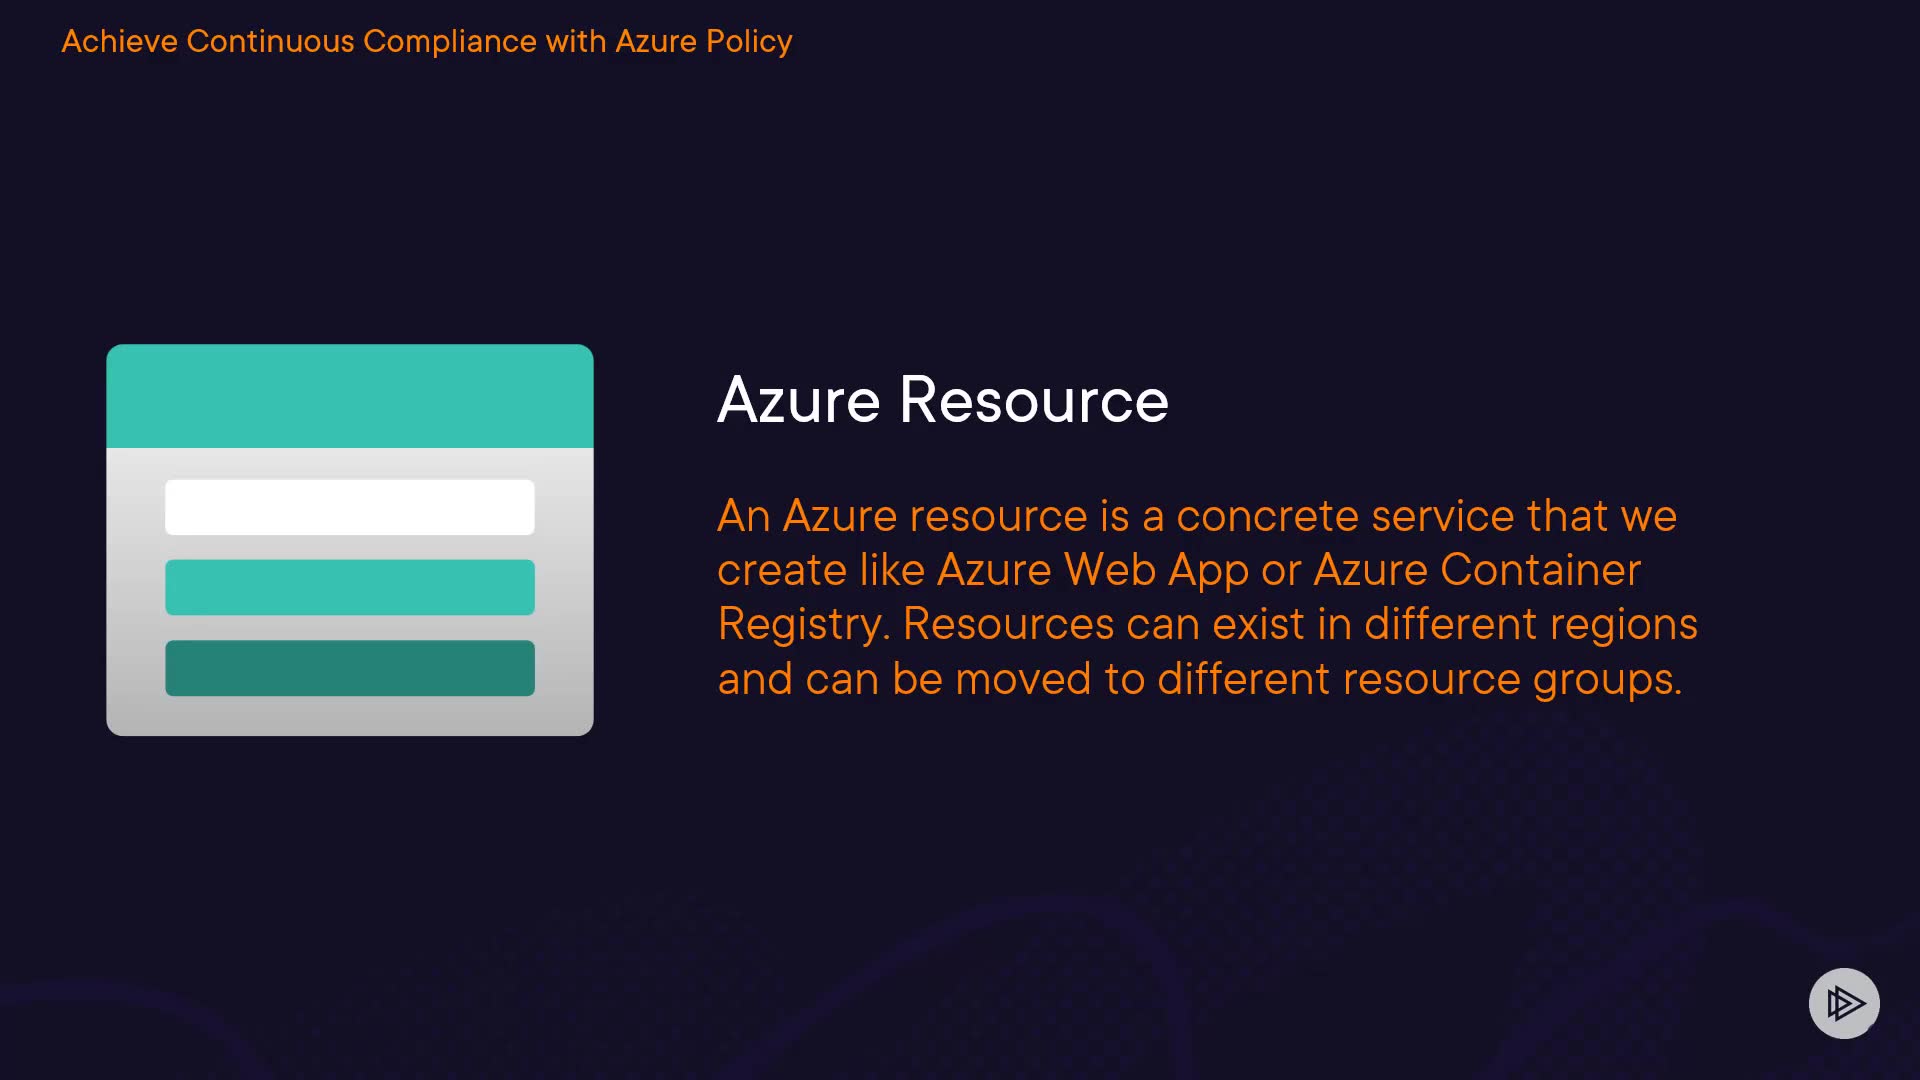 Achieve Continuous Compliance with Azure Policy
Azure Resource
An Azure resource is a concrete service that we
create like Azure Web App or Azure Container
Registry. Resources can exist in different regions
and can be moved to different resource groups.